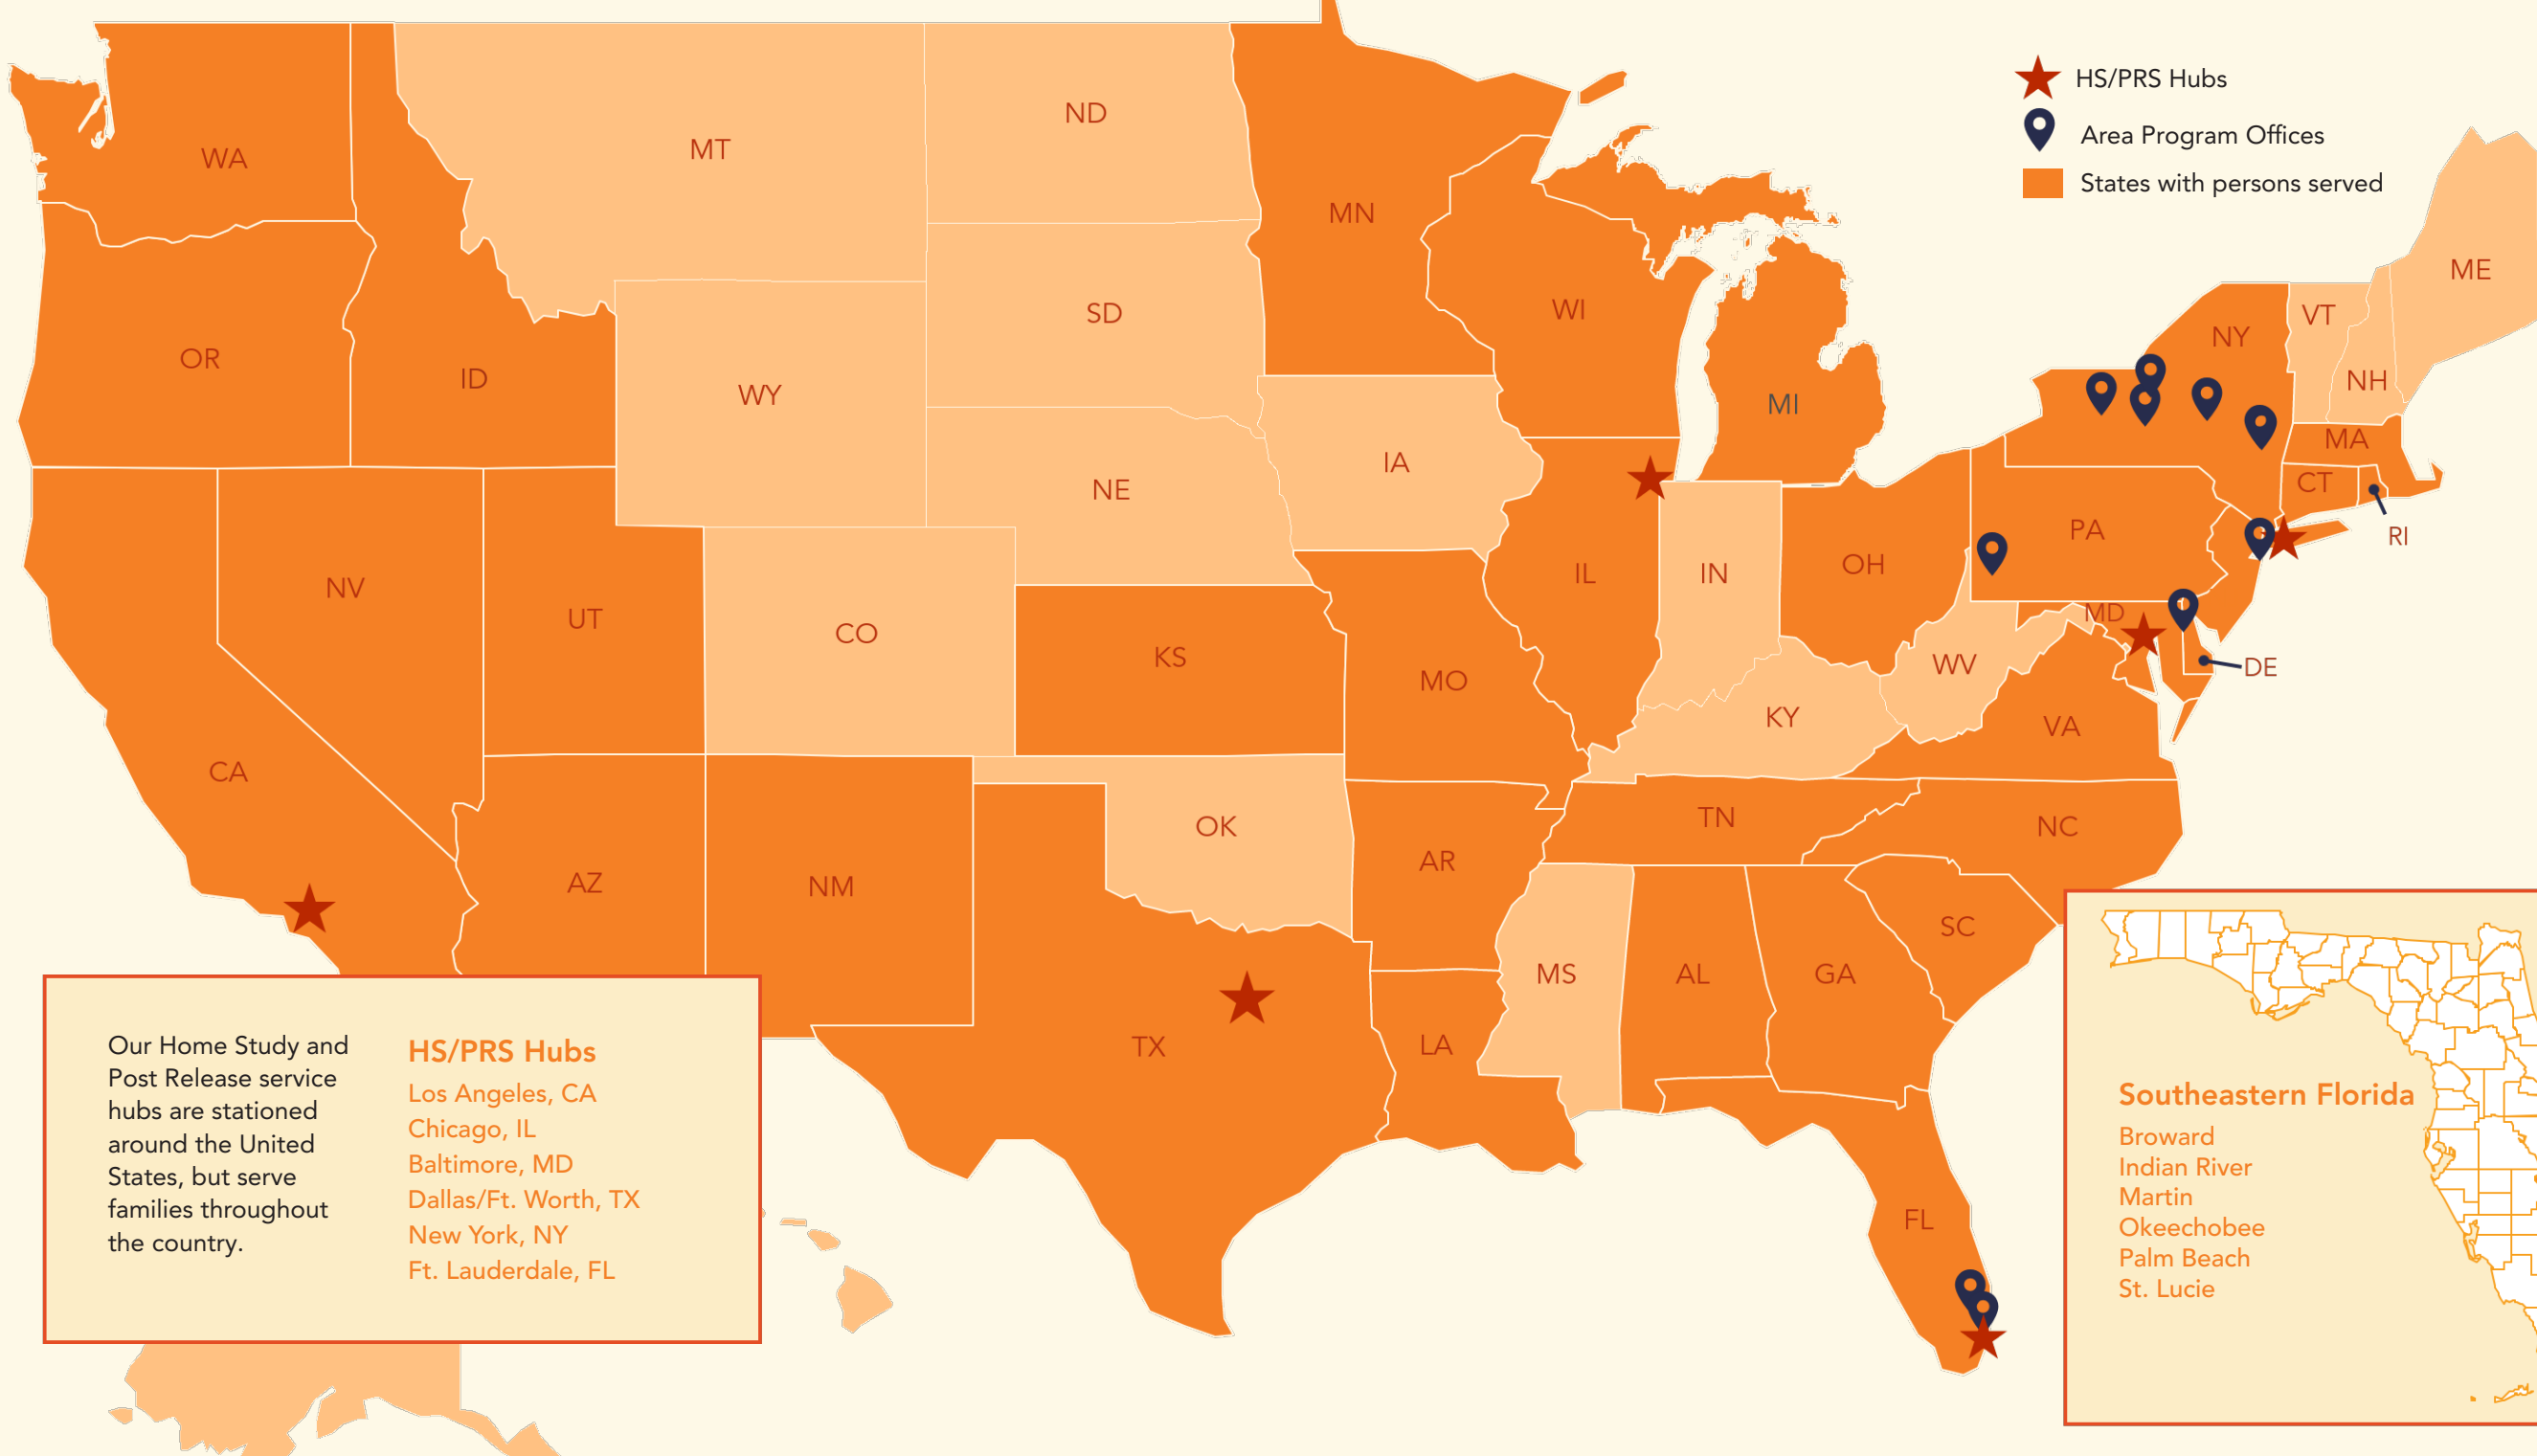 HS/PRS Hubs
Area Program Offices
States with persons served
WA
MT
ND
MN
OR
ID
WY
SD
WI
MI
NY
VT
NH
ME
MA
CT
RI
NV
UT
CO
NE
IA
KS
MO
IL
IN
OH
PA
MD
DE
WV
VA
KY
CA
AZ
NM
OK
AR
TN
NC
SC
TX
LA
MS
AL
GA
FL
Our Home Study and
Post Release service
hubs are stationed
around the United
States, but serve
families throughout
the country.
HS/PRS Hubs
Los Angeles, CA
Chicago, IL
Baltimore, MD
Dallas/Ft. Worth, TX
New York, NY
Ft. Lauderdale, FL
Southeastern Florida
Broward
Indian River
Martin
Okeechobee
Palm Beach
St. Lucie